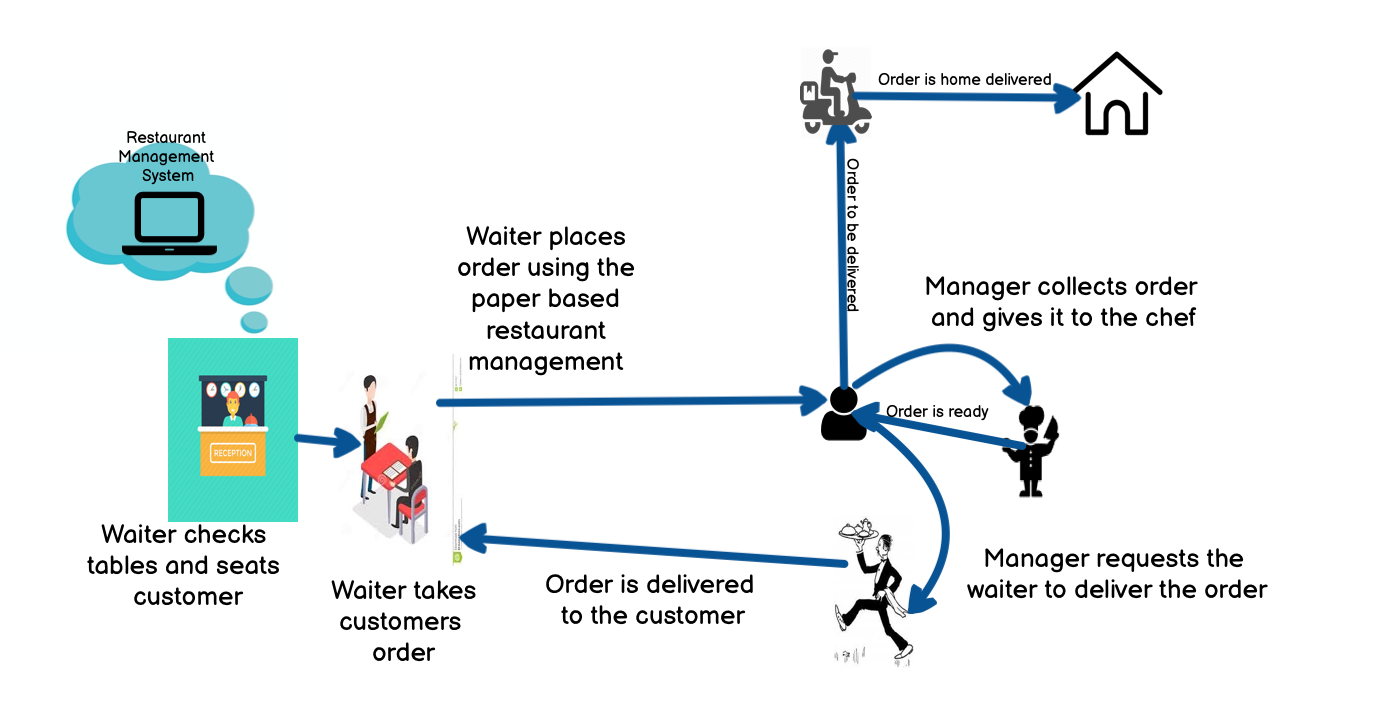 Restaurant
Management
System
RECEPTION
Waiter checks
tables and seats
customer
Waiter takes
customers
order
Waiter places
order using the
paper based
restaurant
management
Order is delivered
to the customer
Order to be delivered
Order is home delivered
Manager collects order
and gives it to the chef
Order is ready
Manager requests the
waiter to deliver the order